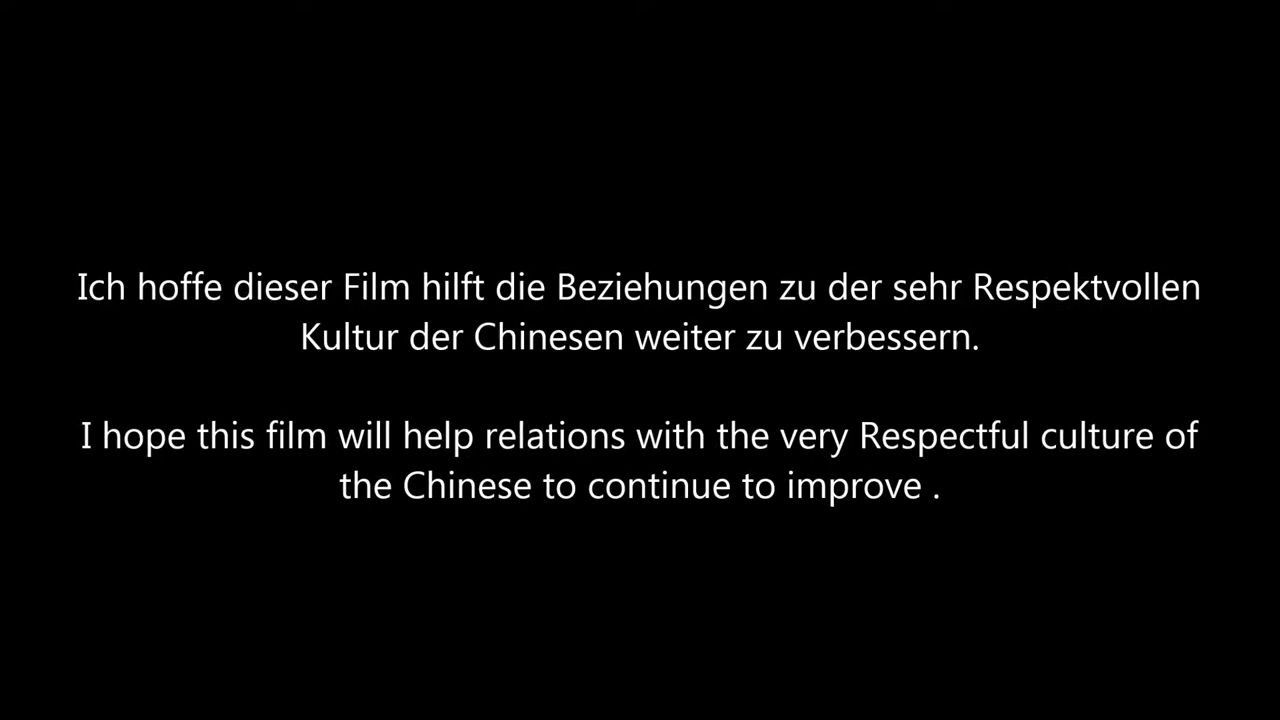 Ich hoffe dieser Film hilft die Beziehungen zu der sehr Respektvollen
Kultur der Chinesen weiter zu verbessern.
I hope this film will help relations with the very Respectful culture of
the Chinese to continue to improve .